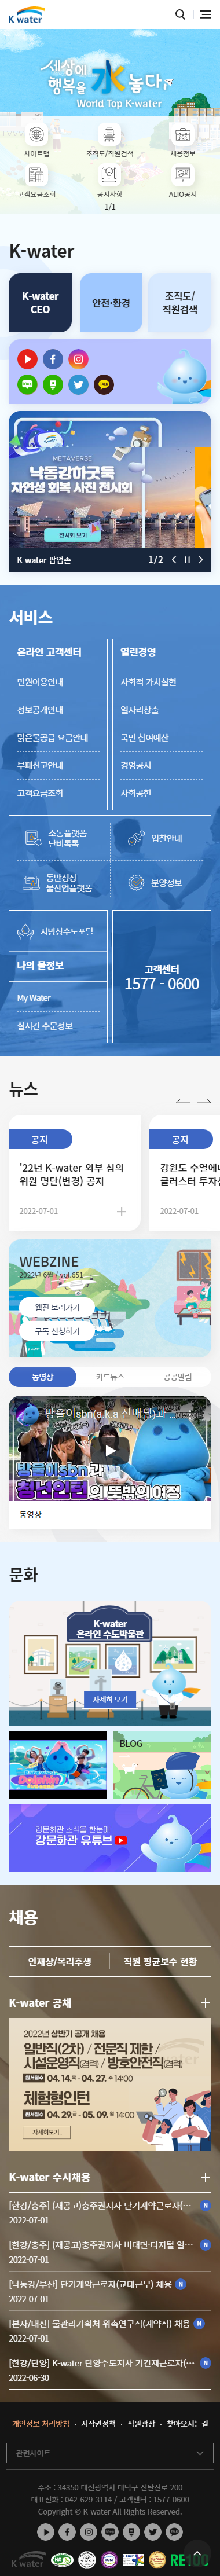 K water
세상에
행복을 水놓다
World Top K-water
사이트맵
조직도/직원검색
채용정보
고객요금조회
공지사항
ALIO공시
1/1
K-water
K-water
CEO
안전·환경
조직도/
직원검색
METAVERSE
낙동강하굿둑
자연성 회복 사진 전시회
전시회 보기
K-water 팝업존
1/2
서비스
온라인 고객센터
민원이용안내
정보공개안내
맑은물공급 요금안내
부패신고안내
고객요금조회
열린경영
사회적 가치실현
일자리창출
국민 참여예산
경영공시
사회공헌
소통플랫폼
단비톡톡
입찰안내
동반성장
물산업플랫폼
분양정보
지방상수도포털
나의 물정보
My Water
실시간 수문정보
고객센터
1577 - 0600
뉴스
공지
'22년 K-water 외부 심의
위원 명단(변경) 공지
2022-07-01
공지
강원도 수열에너
클러스터 투자선
2022-07-01
WEBZINE
2022년 6월 / vol.651
웹진 보러가기
구독 신청하기
동영상
카드뉴스
공공알림
방울이son(a.k.a 선배님)과
방울이son과
청년인턴의 뚜벅뚜벅여정
동영상
문화
K-water
온라인 수도박물관
자세히 보기
BLOG
강문화관 소식을 한눈에
강문화관 유튜브
채용
인재상/복리후생
직원 평균보수 현황
K-water 공채
2022년 상반기 공개 채용
일반직(2차) / 전문직 제한 /
시설운영직(경력) / 방호안전직(경력)
원서접수 04.14.목~04.27.수
체험형인턴
원서접수 04.29.금~05.09.월 14:00
자세히보기
K-water 수시채용
[한강/충주] (재공고)충주권지사 단기계약근로자(… N
2022-07-01
[한강/충주] (재공고)충주권지사 비대면·디지털 일… N
2022-07-01
[낙동강/부산] 단기계약근로자(교대근무) 채용 N
2022-07-01
[본사/대전] 물관리기획처 위촉연구직(계약직) 채용 N
2022-07-01
[한강/단양] K-water 단양수도지사 기간제근로자(… N
2022-06-30
개인정보 처리방침 · 저작권정책 · 직원광장 · 찾아오시는길
관련사이트
주소 : 34350 대전광역시 대덕구 신탄진로 200
대표전화 : 042-629-3114 / 고객센터 : 1577-0600
Copyright © K-water All Rights Reserved.
K water
RE100